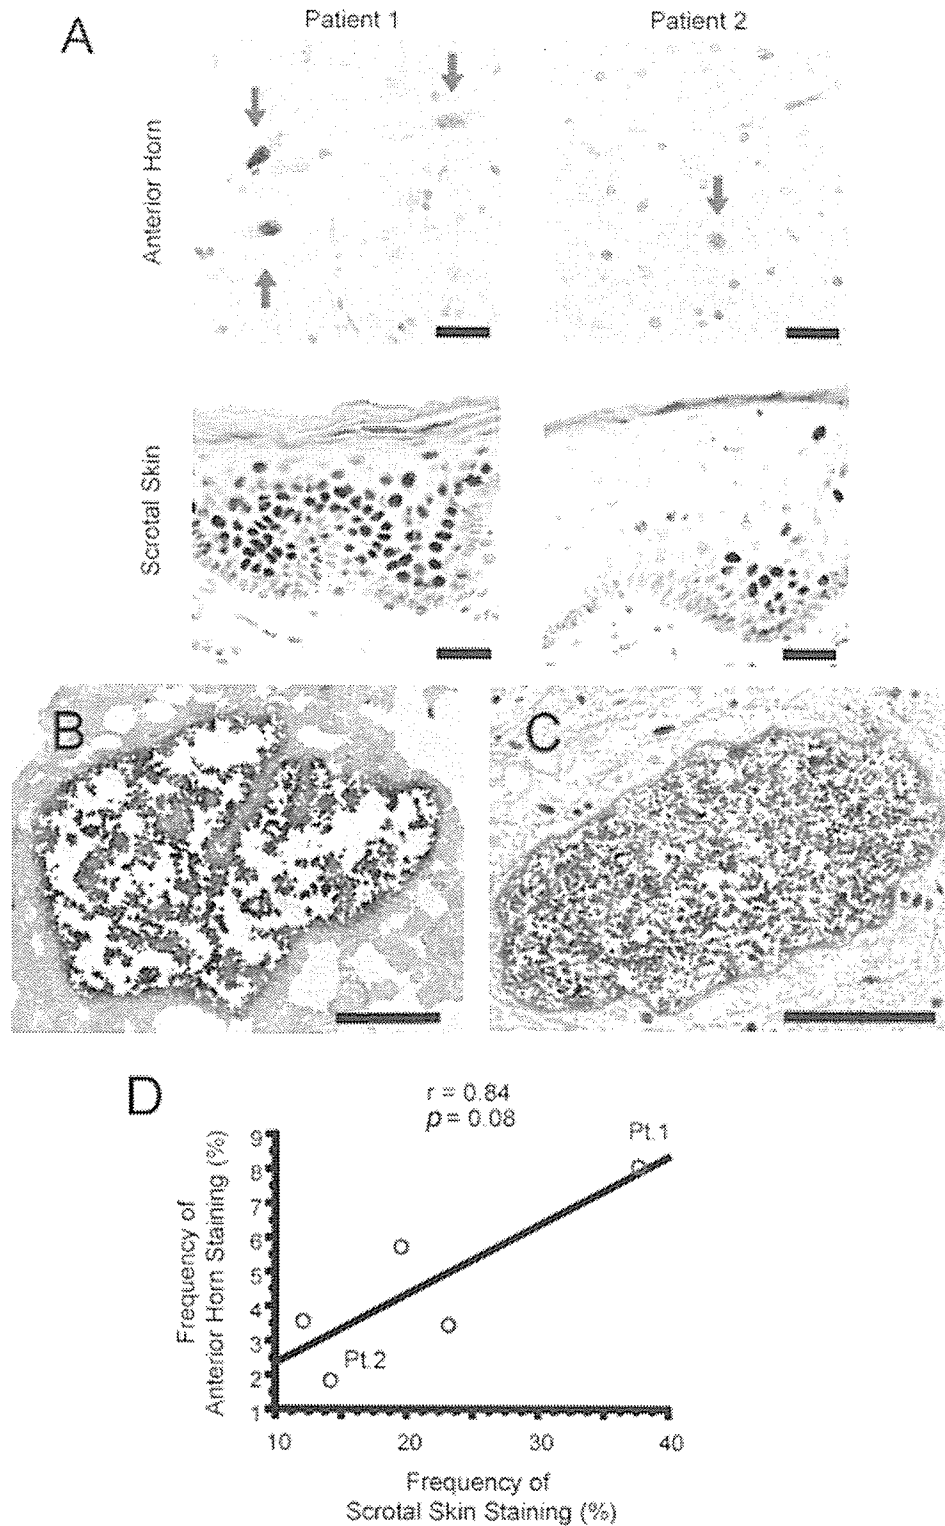 A
Patient 1
Patient 2
Anterior Horn
Scrotal Skin
B
C
D
r = 0.84
p = 0.08
Pt.1
Pt.2
9
8
7
6
5
4
3
2
1
10 20 30 40
Frequency of
Anterior Horn Staining (%)
Frequency of
Scrotal Skin Staining (%)